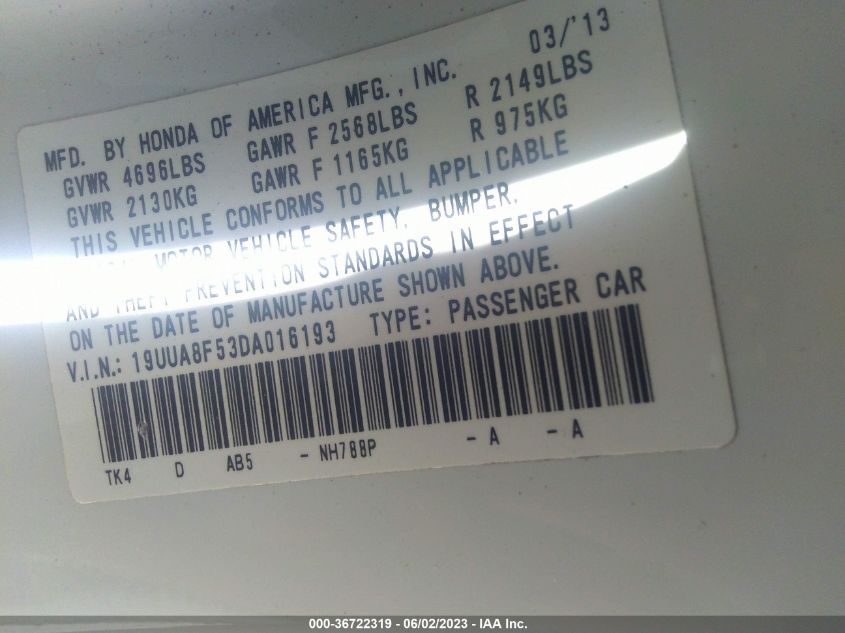 03/'13
MFD. BY HONDA OF AMERICA MFG., INC.
GVWR 4696LBS GAWR F 2568LBS R 2149LBS
GVWR 2130KG GAWR F 1165KG R 975KG
THIS VEHICLE CONFORMS TO ALL APPLICABLE
MOTOR VEHICLE SAFETY, BUMPER,
AND THEFT PREVENTION STANDARDS IN EFFECT
ON THE DATE OF MANUFACTURE SHOWN ABOVE.
V.I.N.: 19UUA8F53DA016193 TYPE: PASSENGER CAR
TK4 D AB5 - NH788P - A - A
000-36722319 - 06/02/2023 - IAA Inc.